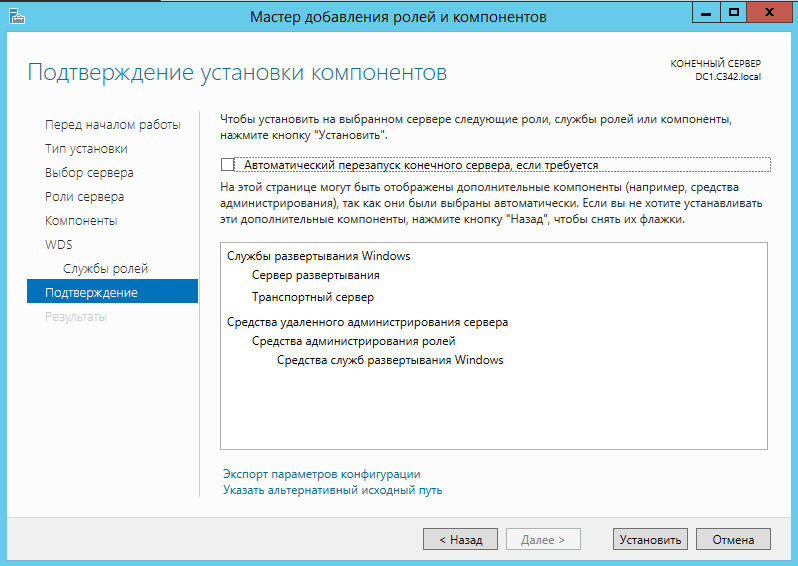 Мастер добавления ролей и компонентов
Подтверждение установки компонентов
КОНЕЧНЫЙ СЕРВЕР
DC1.C342.local
Перед началом работы
Тип установки
Выбор сервера
Роли сервера
Компоненты
WDS
Службы ролей
Подтверждение
Результаты
Чтобы установить на выбранном сервере следующие роли, службы ролей или компоненты,
нажмите кнопку "Установить".
Автоматический перезапуск конечного сервера, если требуется
На этой странице могут быть отображены дополнительные компоненты (например, средства
администрирования), так как они были выбраны автоматически. Если вы не хотите устанавливать
эти дополнительные компоненты, нажмите кнопку "Назад", чтобы снять их флажки.
Службы развертывания Windows
Сервер развертывания
Транспортный сервер
Средства удаленного администрирования сервера
Средства администрирования ролей
Средства служб развертывания Windows
Экспорт параметров конфигурации
Указать альтернативный исходный путь
< Назад
Далее >
Установить
Отмена